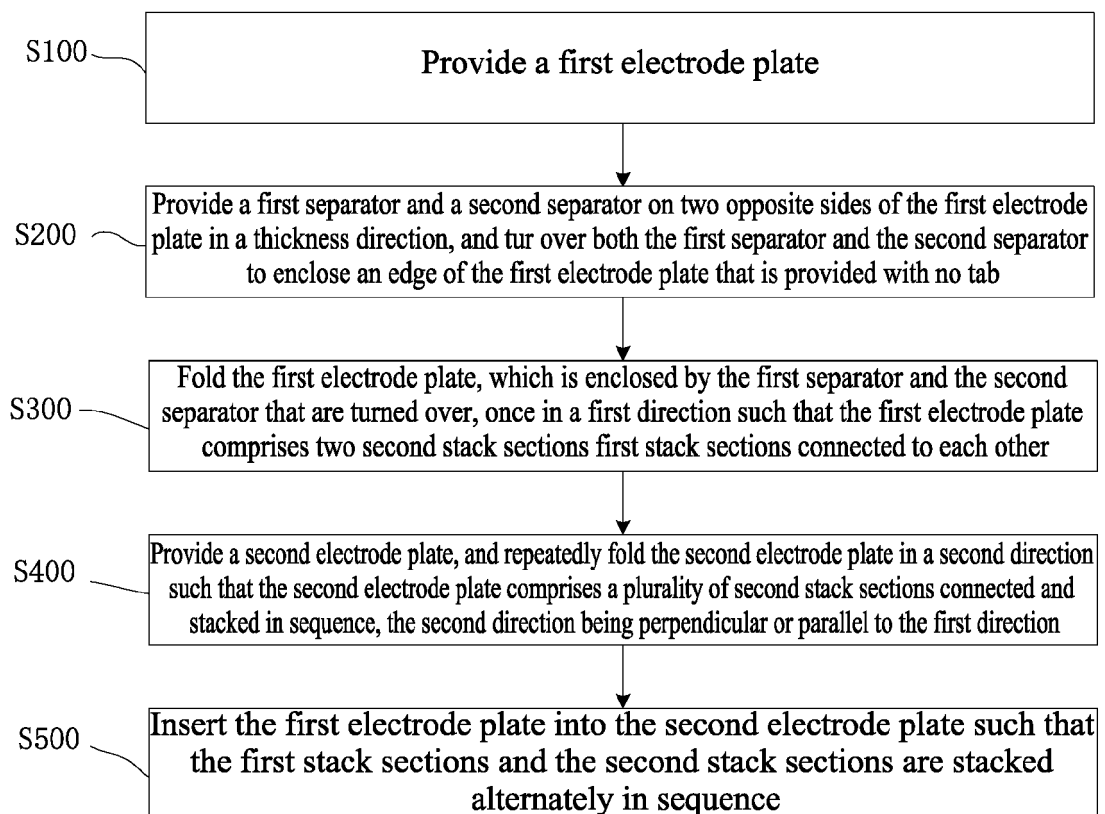 S100
Provide a first electrode plate
S200
Provide a first separator and a second separator on two opposite sides of the first electrode
plate in a thickness direction, and tur over both the first separator and the second separator
to enclose an edge of the first electrode plate that is provided with no tab
S300
Fold the first electrode plate, which is enclosed by the first separator and the second
separator that are turned over, once in a first direction such that the first electrode plate
comprises two second stack sections first stack sections connected to each other
S400
Provide a second electrode plate, and repeatedly fold the second electrode plate in a second direction
such that the second electrode plate comprises a plurality of second stack sections connected and
stacked in sequence, the second direction being perpendicular or parallel to the first direction
S500
Insert the first electrode plate into the second electrode plate such that
the first stack sections and the second stack sections are stacked
alternately in sequence